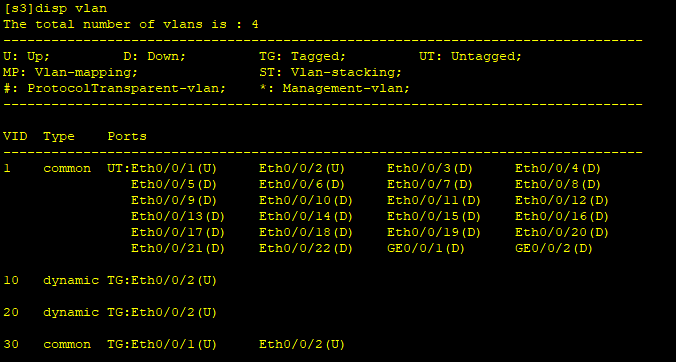 [s3]disp vlan
The total number of vlans is : 4
--------------------------------------------------------------------------------
U: Up;         D: Down;         TG: Tagged;         UT: Untagged;
MP: Vlan-mapping;               ST: Vlan-stacking;
#: ProtocolTransparent-vlan;    *: Management-vlan;
--------------------------------------------------------------------------------
VID  Type    Ports
--------------------------------------------------------------------------------
1    common  UT:Eth0/0/1(U)     Eth0/0/2(U)     Eth0/0/3(D)     Eth0/0/4(D)
                Eth0/0/5(D)     Eth0/0/6(D)     Eth0/0/7(D)     Eth0/0/8(D)
                Eth0/0/9(D)     Eth0/0/10(D)    Eth0/0/11(D)    Eth0/0/12(D)
                Eth0/0/13(D)    Eth0/0/14(D)    Eth0/0/15(D)    Eth0/0/16(D)
                Eth0/0/17(D)    Eth0/0/18(D)    Eth0/0/19(D)    Eth0/0/20(D)
                Eth0/0/21(D)    Eth0/0/22(D)    GE0/0/1(D)      GE0/0/2(D)
10   dynamic TG:Eth0/0/2(U)
20   dynamic TG:Eth0/0/2(U)
30   common  TG:Eth0/0/1(U)     Eth0/0/2(U)